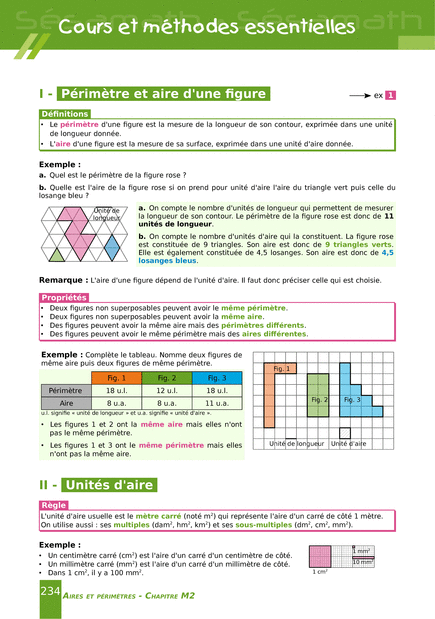 Cours et méthodes essentielles
I - Périmètre et aire d'une figure
ex 1
Définitions
• Le périmètre d'une figure est la mesure de la longueur de son contour, exprimée dans une unité
de longueur donnée.
• L'aire d'une figure est la mesure de sa surface, exprimée dans une unité d'aire donnée.
Exemple :
a. Quel est le périmètre de la figure rose ?
b. Quelle est l'aire de la figure rose si on prend pour unité d'aire l'aire du triangle vert puis celle du
losange bleu ?
Unité de
longueur
a. On compte le nombre d'unités de longueur qui permettent de mesurer
la longueur de son contour. Le périmètre de la figure rose est donc de 11
unités de longueur.
b. On compte le nombre d'unités d'aire qui la constituent. La figure rose
est constituée de 9 triangles. Son aire est donc de 9 triangles verts.
Elle est également constituée de 4,5 losanges. Son aire est donc de 4,5
losanges bleus.
Remarque : L'aire d'une figure dépend de l'unité d'aire. Il faut donc préciser celle qui est choisie.
Propriétés
• Deux figures non superposables peuvent avoir le même périmètre.
• Deux figures non superposables peuvent avoir la même aire.
• Des figures peuvent avoir la même aire mais des périmètres différents.
• Des figures peuvent avoir le même périmètre mais des aires différentes.
Exemple : Complète le tableau. Nomme deux figures de
même aire puis deux figures de même périmètre.
Fig. 1 Fig. 2 Fig. 3
Périmètre 18 u.l. 12 u.l. 18 u.l.
Aire 8 u.a. 8 u.a. 11 u.a.
u.l. signifie « unité de longueur » et u.a. signifie « unité d'aire ».
• Les figures 1 et 2 ont la même aire mais elles n'ont
pas le même périmètre.
• Les figures 1 et 3 ont le même périmètre mais elles
n'ont pas la même aire.
Fig. 1
Fig. 2
Fig. 3
Unité de longueur
Unité d'aire
II - Unités d'aire
Règle
L'unité d'aire usuelle est le mètre carré (noté m²) qui représente l'aire d'un carré de côté 1 mètre.
On utilise aussi : ses multiples (dam², hm², km²) et ses sous-multiples (dm², cm², mm²).
Exemple :
• Un centimètre carré (cm²) est l'aire d'un carré d'un centimètre de côté.
• Un millimètre carré (mm²) est l'aire d'un carré d'un millimètre de côté.
• Dans 1 cm², il y a 100 mm².
1 mm²
10 mm²
1 cm²
234 Aires et périmètres - Chapitre M2